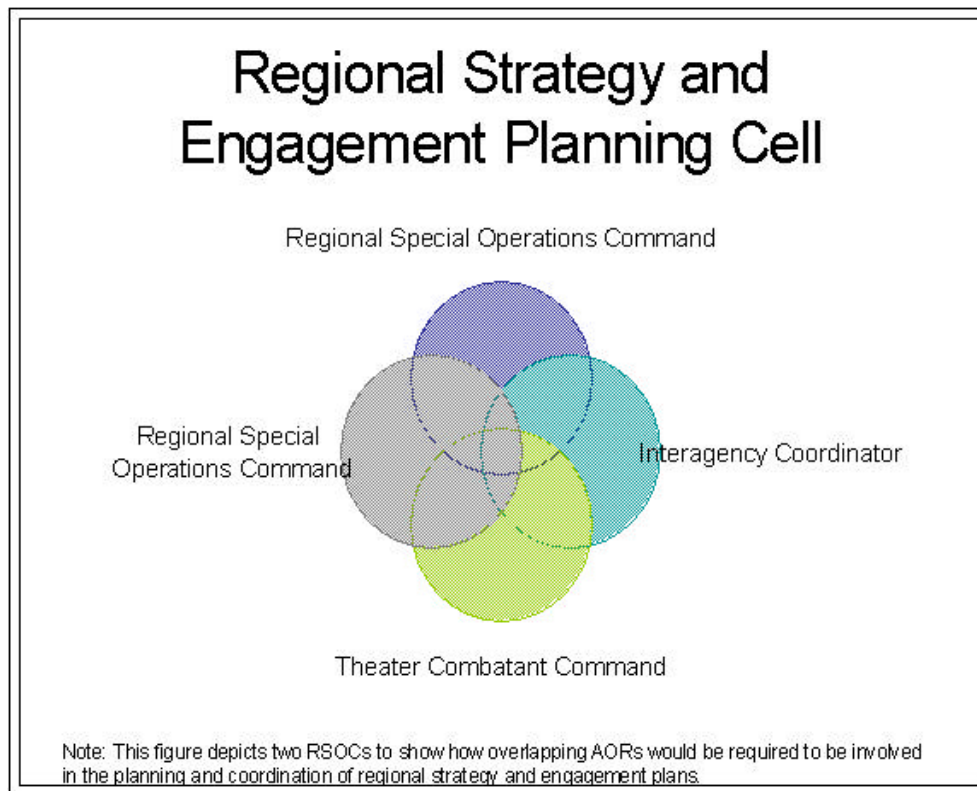 Regional Strategy and
Engagement Planning Cell
Regional Special Operations Command
Regional Special
Operations Command
Interagency Coordinator
Theater Combatant Command
Note: This figure depicts two RSOCs to show how overlapping AORs would be required to be involved
in the planning and coordination of regional strategy and engagement plans.